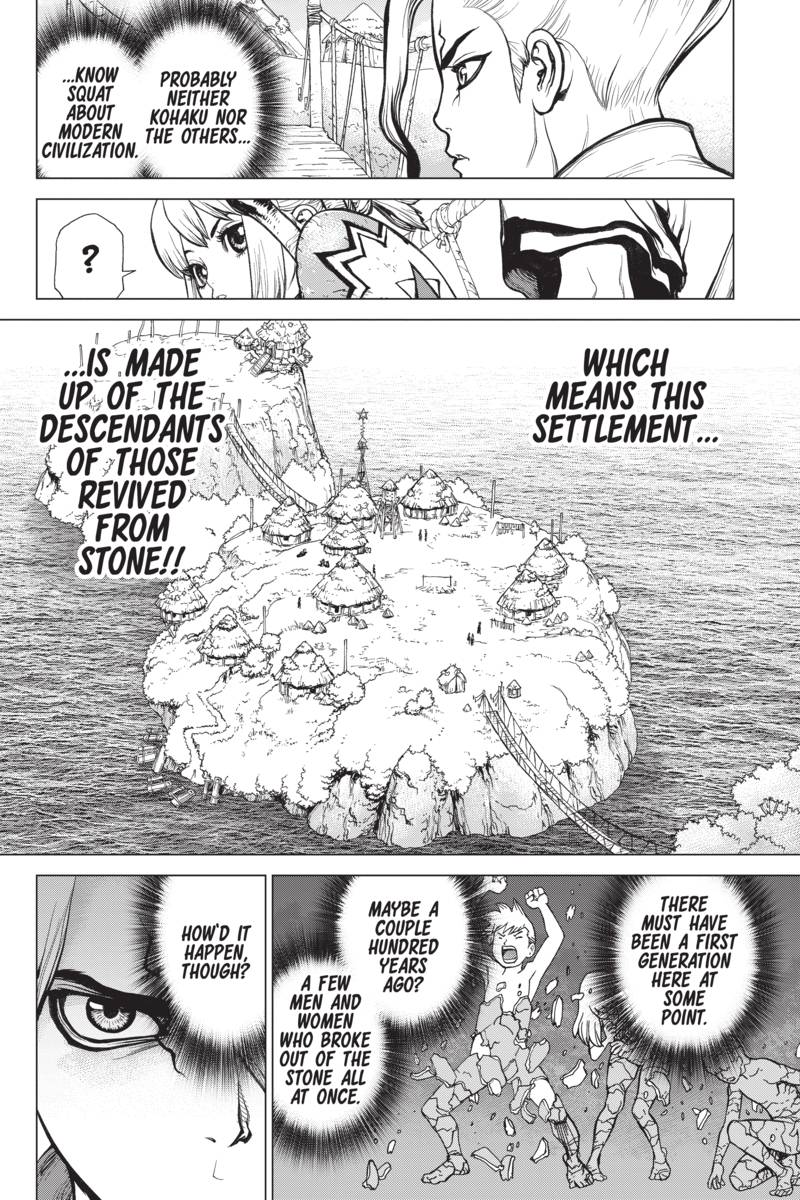 PROBABLY
NEITHER
KOHAKU NOR
THE OTHERS...
...KNOW
SQUAT
ABOUT
MODERN
CIVILIZATION.
?
WHICH
MEANS THIS
SETTLEMENT...
...IS MADE
UP OF THE
DESCENDANTS
OF THOSE
REVIVED
FROM
STONE!!
THERE
MUST HAVE
BEEN A FIRST
GENERATION
HERE AT
SOME
POINT.
MAYBE A
COUPLE
HUNDRED
YEARS
AGO?
A FEW
MEN AND
WOMEN
WHO BROKE
OUT OF THE
STONE ALL
AT ONCE.
HOW'D IT
HAPPEN,
THOUGH?